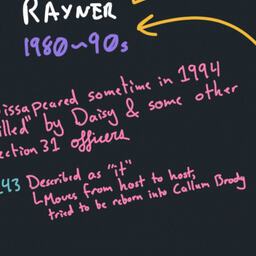 RAYNER
1980~90s
issapeared sometime in 1994
illed" by Daisy & some other
ection 31 officers
43 Described as "it"
↳Moves from host to host,
tried to be reborn into Callum Brody